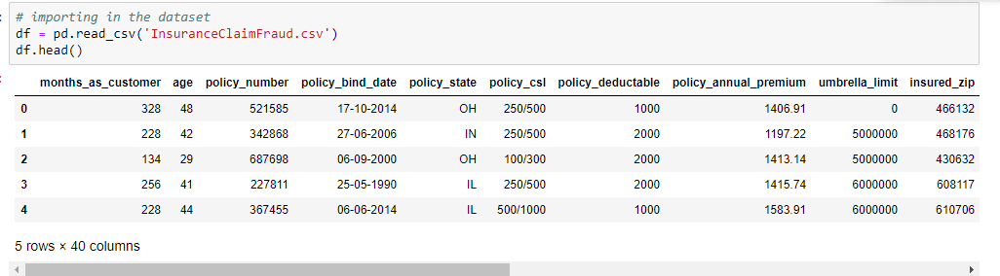 # importing in the dataset
df = pd.read_csv('InsuranceClaimFraud.csv')
df.head()
months_as_customer age policy_number policy_bind_date policy_state policy_csl policy_deductable policy_annual_premium umbrella_limit insured_zip
0 328 48 521585 17-10-2014 OH 250/500 1000 1406.91 0 466132
1 228 42 342868 27-06-2006 IN 250/500 2000 1197.22 5000000 468176
2 134 29 687698 06-09-2000 OH 100/300 2000 1413.14 5000000 430632
3 256 41 227811 25-05-1990 IL 250/500 2000 1415.74 6000000 608117
4 228 44 367455 06-06-2014 IL 500/1000 1000 1583.91 6000000 610706
5 rows × 40 columns